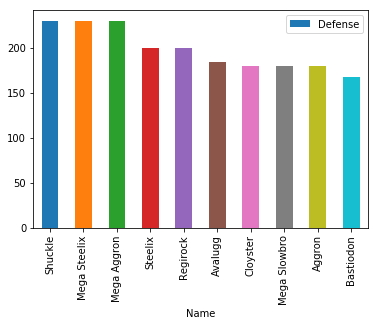 Defense
200
150
100
50
0
Shuckle
Mega Steelix
Mega Aggron
Steelix
Regirock
Avalugg
Cloyster
Mega Slowbro
Aggron
Bastiodon
Name